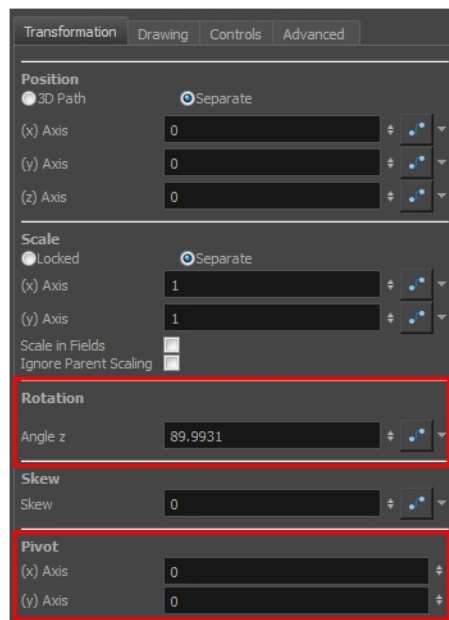 Transformation Drawing Controls Advanced
Position
3D Path Separate
(x) Axis 0
(y) Axis 0
(z) Axis 0
Scale
Locked Separate
(x) Axis 1
(y) Axis 1
Scale in Fields
Ignore Parent Scaling
Rotation
Angle z 89.9931
Skew
Skew 0
Pivot
(x) Axis 0
(y) Axis 0